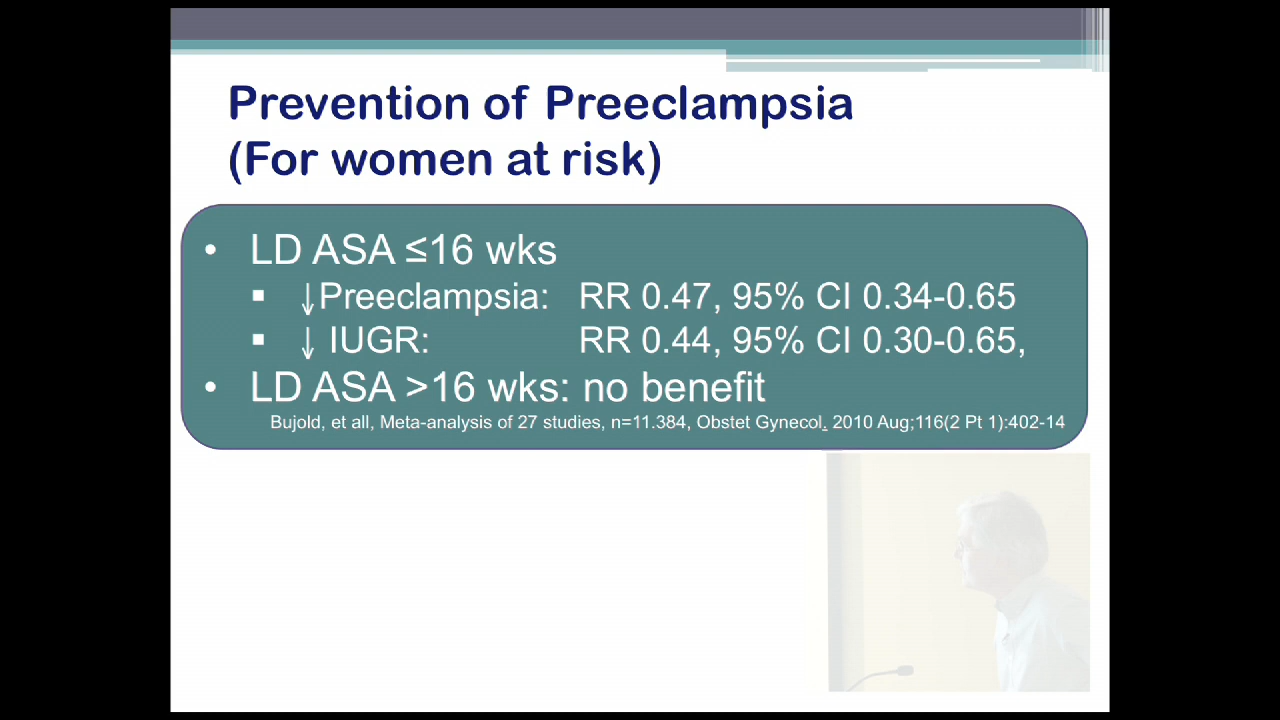 Prevention of Preeclampsia
(For women at risk)
• LD ASA ≤16 wks
▪ ↓Preeclampsia: RR 0.47, 95% CI 0.34-0.65
▪ ↓ IUGR: RR 0.44, 95% CI 0.30-0.65,
• LD ASA >16 wks: no benefit
Bujold, et all, Meta-analysis of 27 studies, n=11.384, Obstet Gynecol. 2010 Aug;116(2 Pt 1):402-14